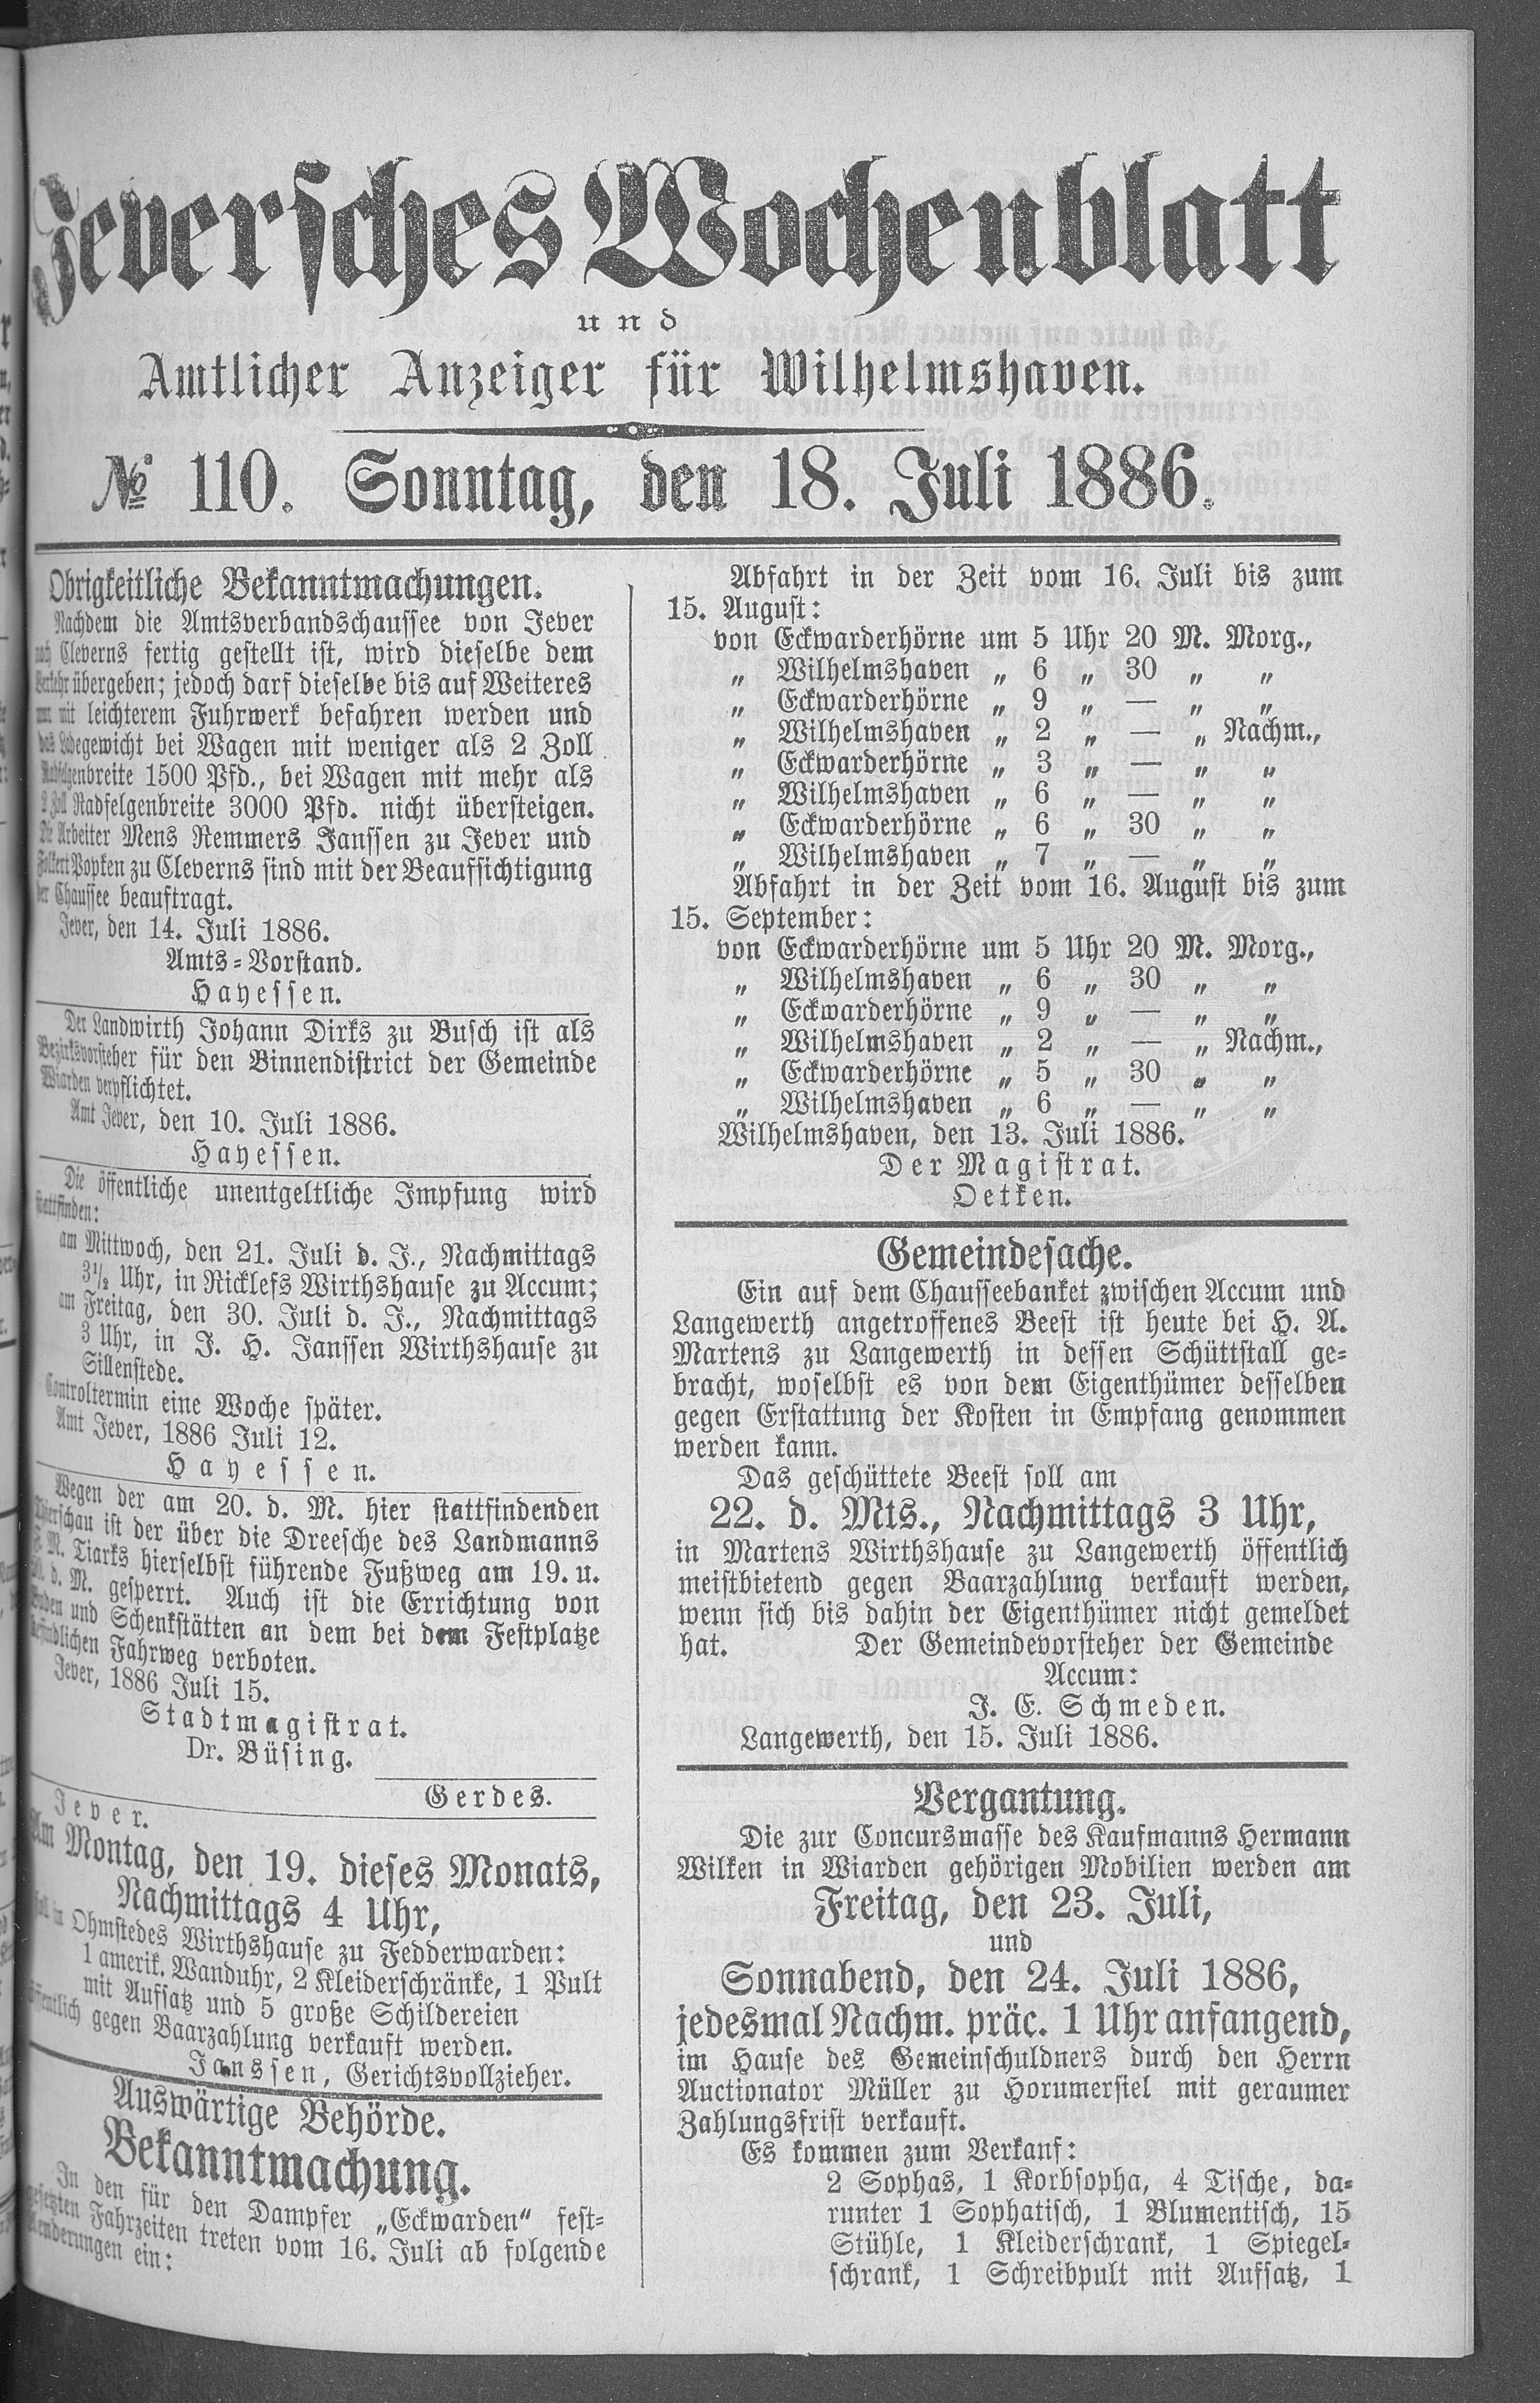 Jeversches Wochenblatt
und
Amtlicher Anzeiger für Wilhelmshaven.
№ 110. Sonntag, den 18. Juli 1886.
Obrigkeitliche Bekanntmachungen.
Nachdem die Amtsverbandschaussee von Jever
nach Cleverns fertig gestellt ist, wird dieselbe dem
Verkehr übergeben; jedoch darf dieselbe bis auf Weiteres
nur mit leichterem Fuhrwerk befahren werden und
das Ladegewicht bei Wagen mit weniger als 2 Zoll
Radfelgenbreite 1500 Pfd., bei Wagen mit mehr als
2 Zoll Radfelgenbreite 3000 Pfd. nicht übersteigen.
Die Arbeiter Mens Remmers Janssen zu Jever und
Folkert Popken zu Cleverns sind mit der Beaufsichtigung
der Chaussee beauftragt.
Jever, den 14. Juli 1886.
Amts=Vorstand.
Hayessen.
Der Landwirth Johann Dirks zu Busch ist als
Bezirksvorsteher für den Binnendistrict der Gemeinde
Wiarden verpflichtet.
Amt Jever, den 10. Juli 1886.
Hayessen.
Die öffentliche unentgeltliche Impfung wird
stattfinden:
am Mittwoch, den 21. Juli d. J., Nachmittags
3½ Uhr, in Ricklefs Wirthshause zu Accum;
am Freitag, den 30. Juli d. J., Nachmittags
3 Uhr, in J. H. Janssen Wirthshause zu
Sillenstede.
Controltermin eine Woche später.
Amt Jever, 1886 Juli 12.
Hayessen.
Wegen der am 20. d. M. hier stattfindenden
Thierschau ist der über die Dreesche des Landmanns
M. Tiarks hierselbst führende Fußweg am 19. u.
20. d. M. gesperrt. Auch ist die Errichtung von
Buden und Schenkstätten an dem bei dem Festplatze
befindlichen Fahrweg verboten.
Jever, 1886 Juli 15.
Stadtmagistrat.
Dr. Büsing.
Gerdes.
Jever.
Am Montag, den 19. dieses Monats,
Nachmittags 4 Uhr,
soll in Ohmstedes Wirthshause zu Fedderwarden:
1 amerik. Wanduhr, 2 Kleiderschränke, 1 Pult
mit Aufsatz und 5 große Schildereien
öffentlich gegen Baarzahlung verkauft werden.
Janssen, Gerichtsvollzieher.
Auswärtige Behörde.
Bekanntmachung.
In den für den Dampfer „Eckwarden“ fest=
gesetzten Fahrzeiten treten vom 16. Juli ab folgende
Aenderungen ein:
Abfahrt in der Zeit vom 16. Juli bis zum
15. August:
von Eckwarderhörne um 5 Uhr 20 M. Morg.,
„ Wilhelmshaven „ 6 „ 30 „ „
„ Eckwarderhörne „ 9 „ — „ „
„ Wilhelmshaven „ 2 „ — „ Nachm.,
„ Eckwarderhörne „ 3 „ — „ „
„ Wilhelmshaven „ 6 „ — „ „
„ Eckwarderhörne „ 6 „ 30 „ „
„ Wilhelmshaven „ 7 „ — „ „
Abfahrt in der Zeit vom 16. August bis zum
15. September:
von Eckwarderhörne um 5 Uhr 20 M. Morg.,
„ Wilhelmshaven „ 6 „ 30 „ „
„ Eckwarderhörne „ 9 „ — „ „
„ Wilhelmshaven „ 2 „ — „ Nachm.,
„ Eckwarderhörne „ 5 „ 30 „ „
„ Wilhelmshaven „ 6 „ — „ „
Wilhelmshaven, den 13. Juli 1886.
Der Magistrat.
Oetken.
Gemeindesache.
Ein auf dem Chausseebanket zwischen Accum und
Langewerth angetroffenes Beest ist heute bei H. A.
Martens zu Langewerth in dessen Schüttstall ge=
bracht, woselbst es von dem Eigenthümer desselben
gegen Erstattung der Kosten in Empfang genommen
werden kann.
Das geschüttete Beest soll am
22. d. Mts., Nachmittags 3 Uhr,
in Martens Wirthshause zu Langewerth öffentlich
meistbietend gegen Baarzahlung verkauft werden,
wenn sich bis dahin der Eigenthümer nicht gemeldet
hat. Der Gemeindevorsteher der Gemeinde
Accum:
J. E. Schmeden.
Langewerth, den 15. Juli 1886.
Vergantung.
Die zur Concursmasse des Kaufmanns Hermann
Wilken in Wiarden gehörigen Mobilien werden am
Freitag, den 23. Juli,
und
Sonnabend, den 24. Juli 1886,
jedesmal Nachm. präc. 1 Uhr anfangend,
im Hause des Gemeinschuldners durch den Herrn
Auctionator Müller zu Horumersiel mit geraumer
Zahlungsfrist verkauft.
Es kommen zum Verkauf:
2 Sophas, 1 Korbsopha, 4 Tische, da=
runter 1 Sophatisch, 1 Blumentisch, 15
Stühle, 1 Kleiderschrank, 1 Spiegel=
schrank, 1 Schreibpult mit Aufsatz, 1